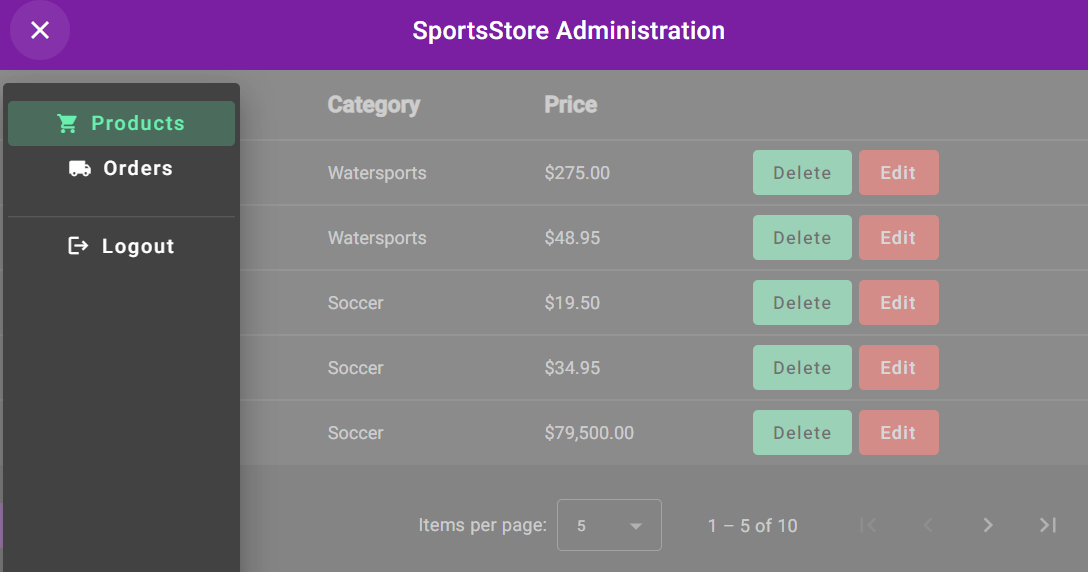 SportsStore Administration
Products
Orders
Logout
Category Price
Watersports $275.00 Delete Edit
Watersports $48.95 Delete Edit
Soccer $19.50 Delete Edit
Soccer $34.95 Delete Edit
Soccer $79,500.00 Delete Edit
Items per page: 5 1 – 5 of 10